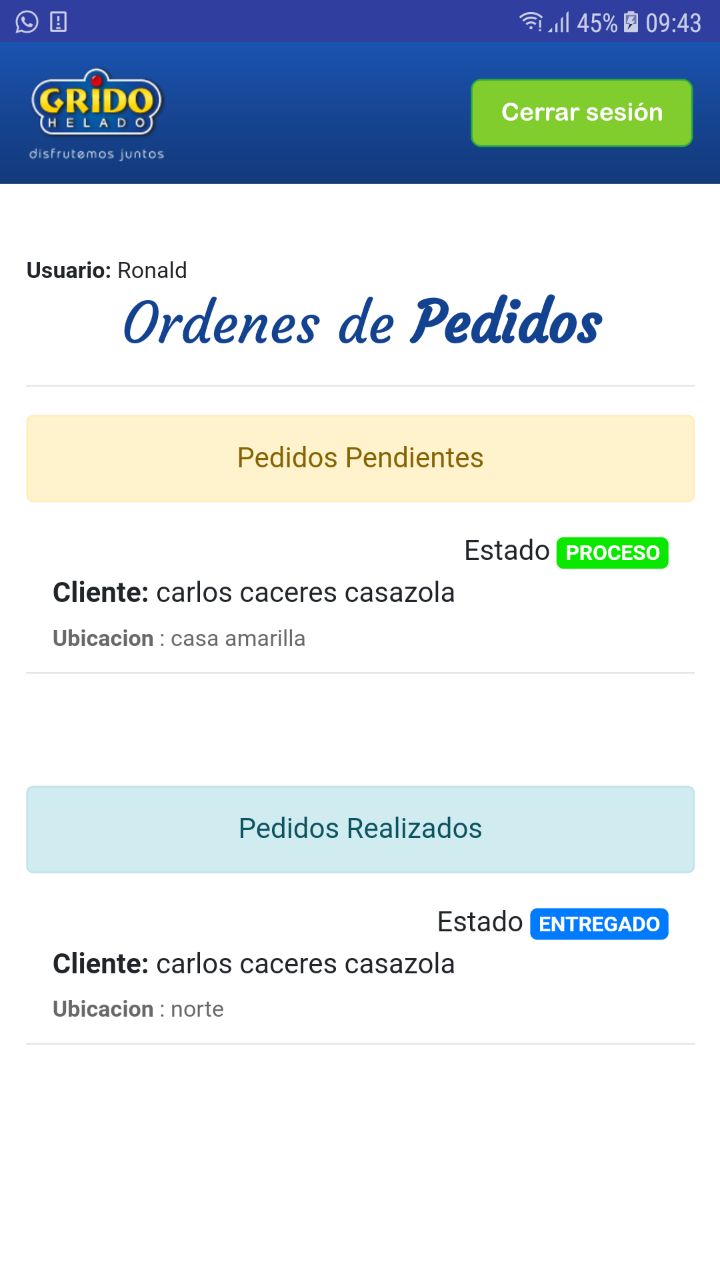 45% 09:43
GRIDO
HELADO
disfrutemos juntos
Cerrar sesión
Usuario: Ronald
Ordenes de Pedidos
Pedidos Pendientes
Estado PROCESO
Cliente: carlos caceres casazola
Ubicacion : casa amarilla
Pedidos Realizados
Estado ENTREGADO
Cliente: carlos caceres casazola
Ubicacion : norte